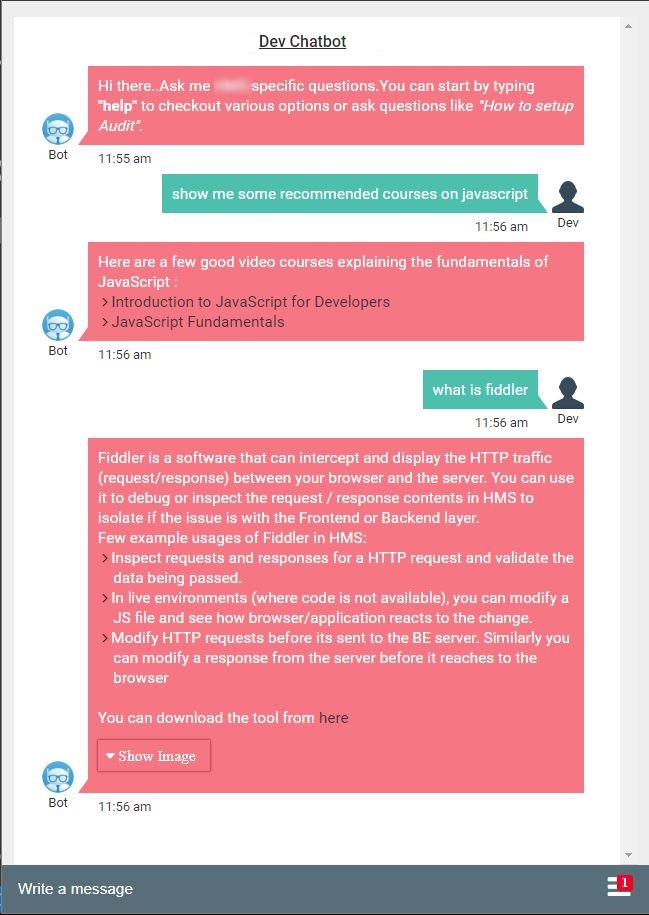 Dev Chatbot
Hi there..Ask me specific questions.You can start by typing
"help" to checkout various options or ask questions like "How to setup
Audit".
Bot
11:55 am
show me some recommended courses on javascript
Dev
11:56 am
Here are a few good video courses explaining the fundamentals of
JavaScript :
> Introduction to JavaScript for Developers
> JavaScript Fundamentals
Bot
11:56 am
what is fiddler
Dev
11:56 am
Fiddler is a software that can intercept and display the HTTP traffic
(request/response) between your browser and the server. You can use
it to debug or inspect the request / response contents in HMS to
isolate if the issue is with the Frontend or Backend layer.
Few example usages of Fiddler in HMS:
> Inspect requests and responses for a HTTP request and validate the
data being passed.
> In live environments (where code is not available), you can modify a
JS file and see how browser/application reacts to the change.
> Modify HTTP requests before its sent to the BE server. Similarly you
can modify a response from the server before it reaches to the
browser
You can download the tool from here
Show Image
Bot
11:56 am
Write a message
1